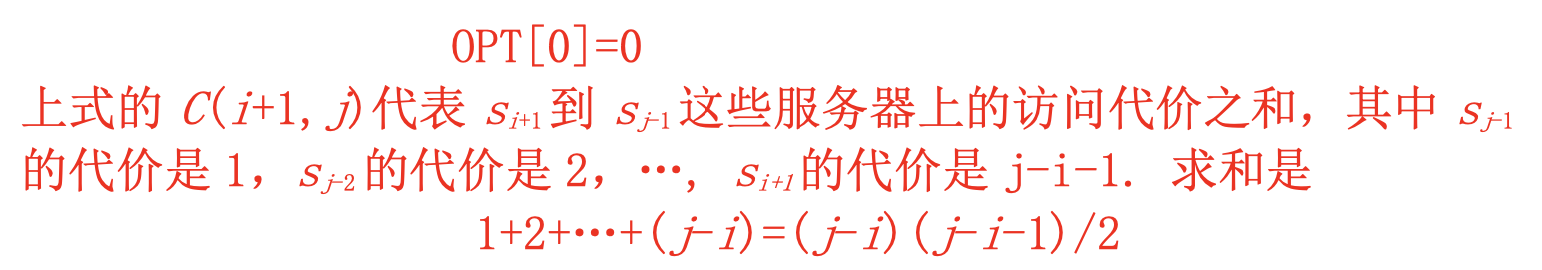 OPT[0]=0
上式的 C(i+1, j)代表 s_{i+1}到 s_{j-1}这些服务器上的访问代价之和，其中 s_{j-1}
的代价是 1，s_{j-2}的代价是 2，…, s_{i+1}的代价是 j-i-1. 求和是
1+2+…+(j-i)=(j-i)(j-i-1)/2